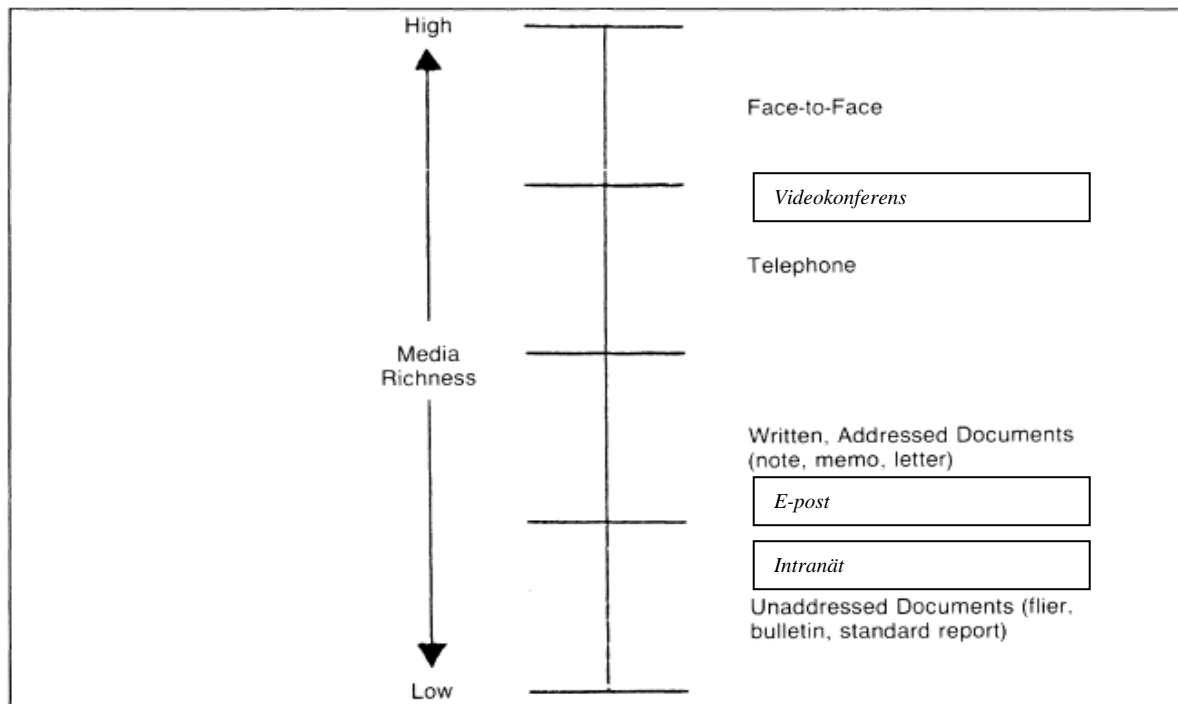 High
Face-to-Face
Videokonferens
Telephone
Media
Richness
Written, Addressed Documents
(note, memo, letter)
E-post
Intranät
Unaddressed Documents (flier,
bulletin, standard report)
Low